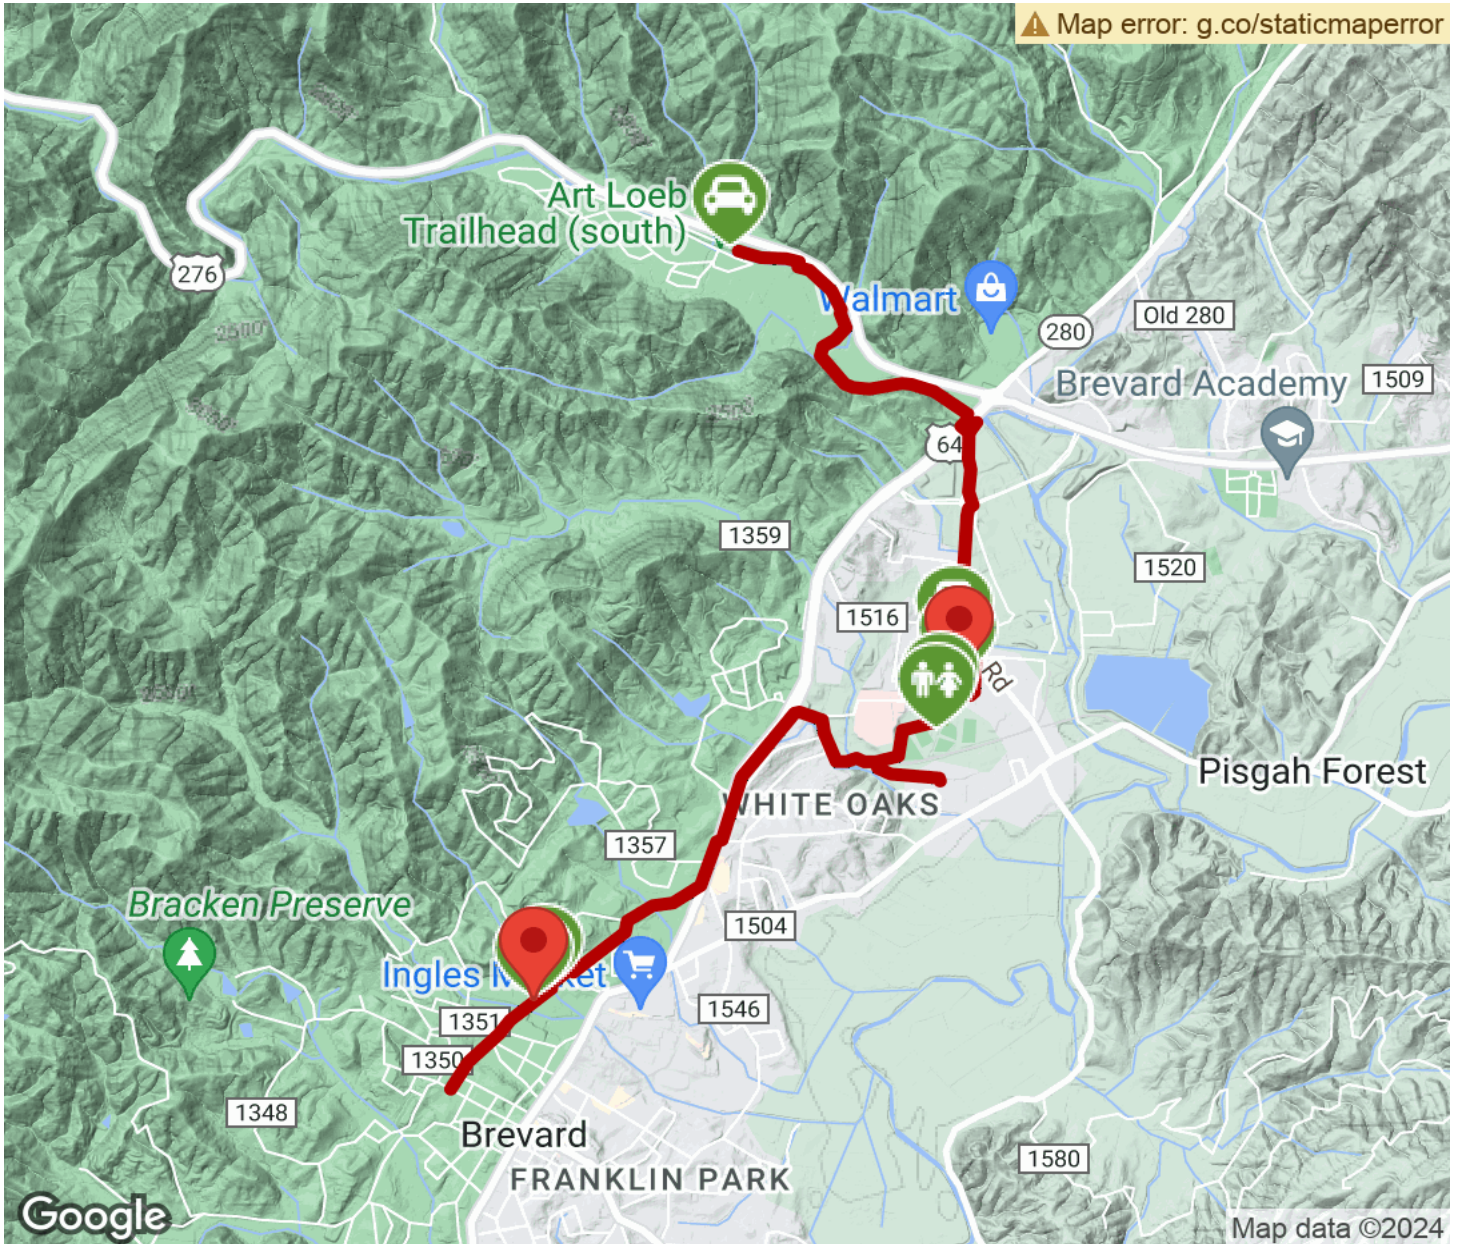 Map error: g.co/staticmaperror
Art Loeb
Trailhead (south)
276
Walmart
280
Old 280
Brevard Academy
1509
64
1359
1520
1516
Rd
Pisgah Forest
WHITE OAKS
1357
Bracken Preserve
1504
Ingles Market
1351
1546
1350
1348
Brevard
1580
FRANKLIN PARK
Google
Map data ©2024